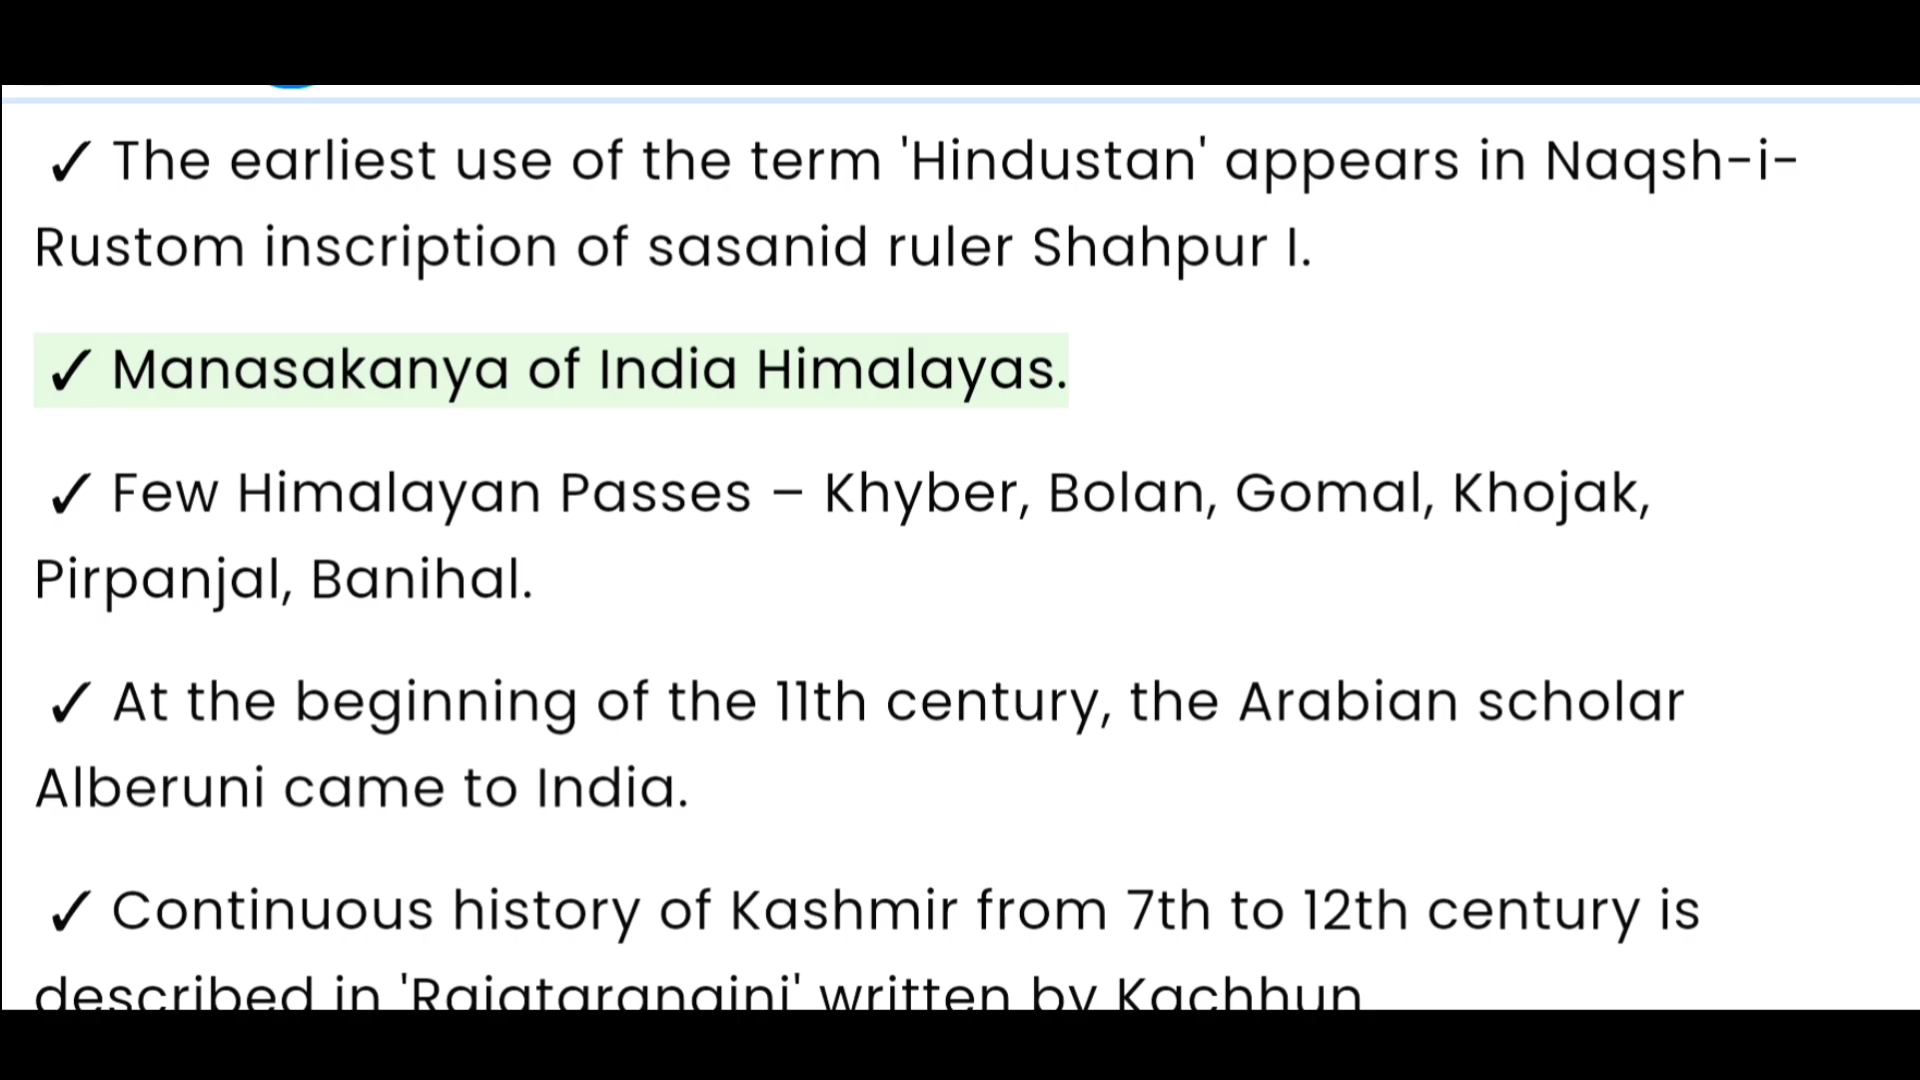 ✓ The earliest use of the term 'Hindustan' appears in Naqsh-i-
Rustom inscription of sasanid ruler Shahpur I.
✓ Manasakanya of India Himalayas.
✓ Few Himalayan Passes – Khyber, Bolan, Gomal, Khojak,
Pirpanjal, Banihal.
✓ At the beginning of the 11th century, the Arabian scholar
Alberuni came to India.
✓ Continuous history of Kashmir from 7th to 12th century is
described in 'Rajatarangini' written by Kachhun